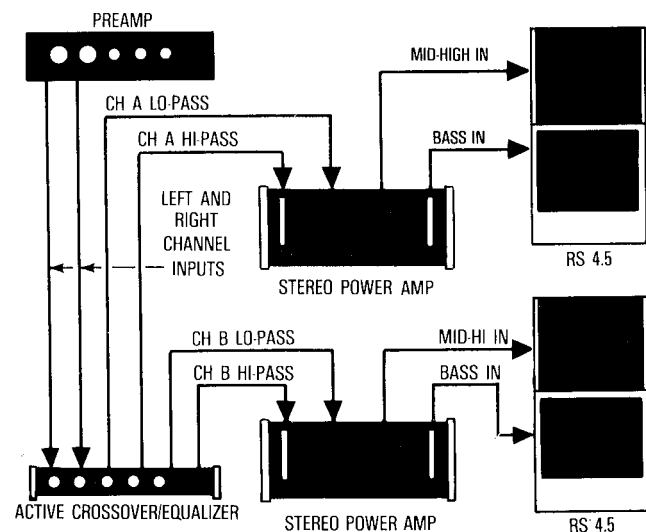 PREAMP
MID-HIGH IN
CH A LO-PASS
CH A HI-PASS
BASS IN
LEFT AND
RIGHT
CHANNEL
INPUTS
RS 4.5
STEREO POWER AMP
CH B LO-PASS
MID-HI IN
CH B HI-PASS
BASS IN
ACTIVE CROSSOVER/EQUALIZER
STEREO POWER AMP
RS 4.5